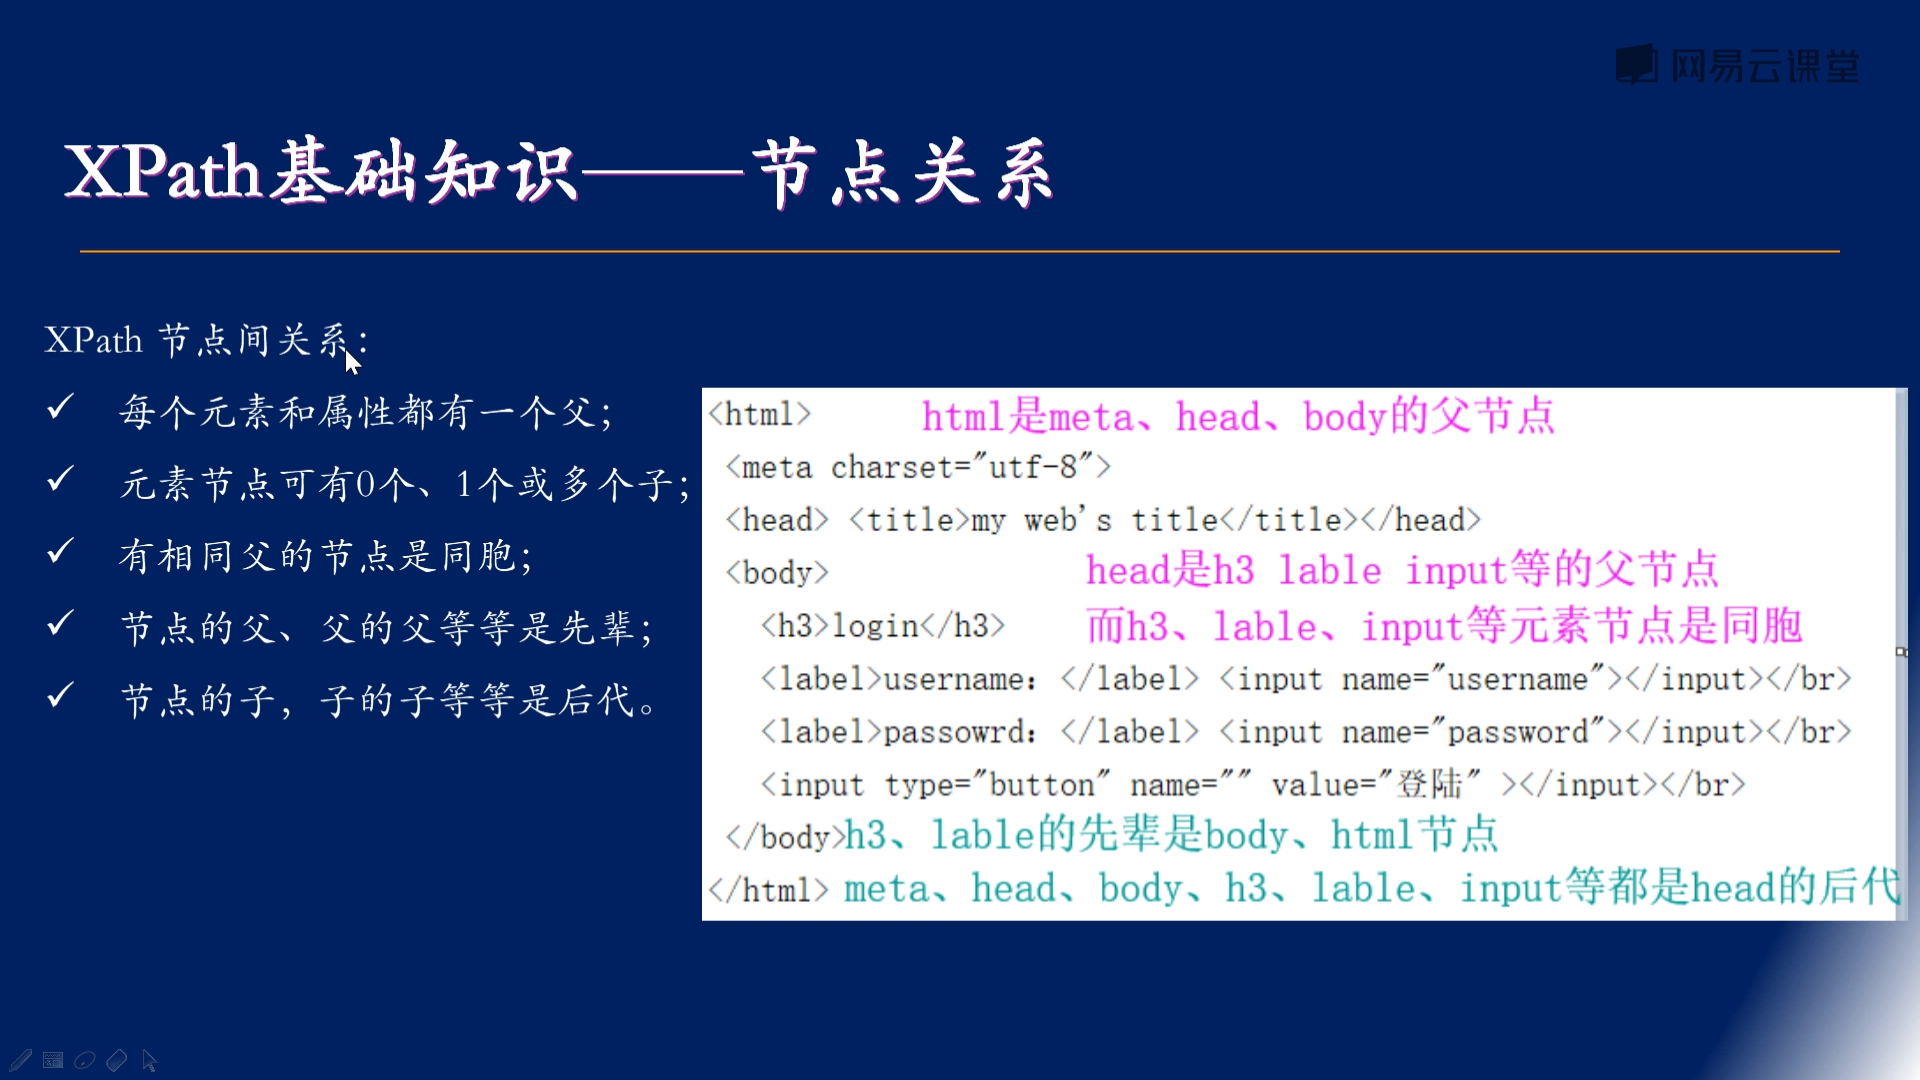 网易云课堂
XPath基础知识——节点关系
XPath 节点间关系：
✓ 每个元素和属性都有一个父；
✓ 元素节点可有0个、1个或多个子；
✓ 有相同父的节点是同胞；
✓ 节点的父、父的父等等是先辈；
✓ 节点的子，子的子等等是后代。
<html> html是meta、head、body的父节点
<meta charset="utf-8">
<head> <title>my web's title</title></head>
<body> head是h3 lable input等的父节点
<h3>login</h3> 而h3、lable、input等元素节点是同胞
<label>username：</label> <input name="username"></input></br>
<label>passowrd：</label> <input name="password"></input></br>
<input type="button" name="" value="登陆" ></input></br>
</body>h3、lable的先辈是body、html节点
</html> meta、head、body、h3、lable、input等都是head的后代